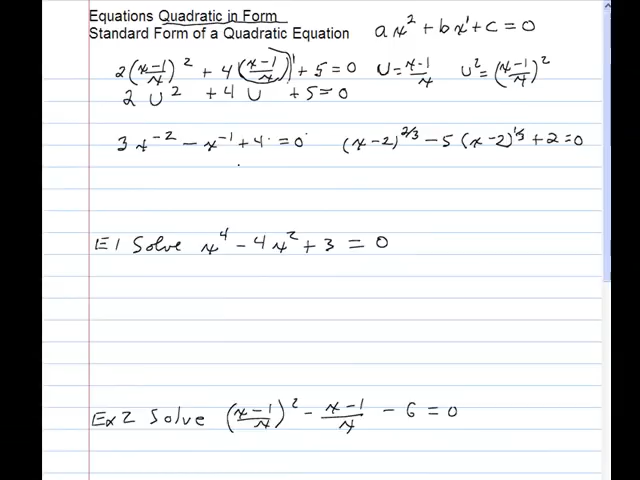 Equations Quadratic in Form
Standard Form of a Quadratic Equation ax² + bx¹ + c = 0
2((x-1)/x)² + 4((x-1)/x)¹ + 5 = 0 U = (x-1)/x U² = ((x-1)/x)²
2 U² + 4 U + 5 = 0
3x⁻² - x⁻¹ + 4 = 0 (x-2)^(2/3) - 5(x-2)^(1/3) + 2 = 0
E1 Solve x⁴ - 4x² + 3 = 0
Ex2 Solve ((x-1)/x)² - (x-1)/x - 6 = 0